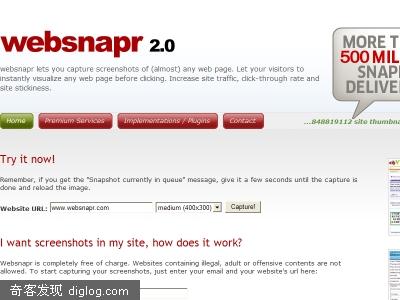 websnapr 2.0
websnapr lets you capture screenshots of (almost) any web page. Let your visitors to
instantly visualize any web page before clicking. Increase site traffic, click-through rate and
site stickiness.
MORE T
500 MIL
SNAP
DELIVE
Home Premium Services Implementations / Plugins Contact
...848819112 site thumbna
Try it now!
Remember, if you get the "Snapshot currently in queue" message, give it a few seconds until the capture is
done and reload the image.
Website URL: www.websnapr.com medium (400x300) Capture!
I want screenshots in my site, how does it work?
Websnapr is completely free of charge. Websites containing illegal, adult or offensive contents are not
allowed. To start capturing your screenshots, just enter your email and your website's url here:
奇客发现 diglog.com